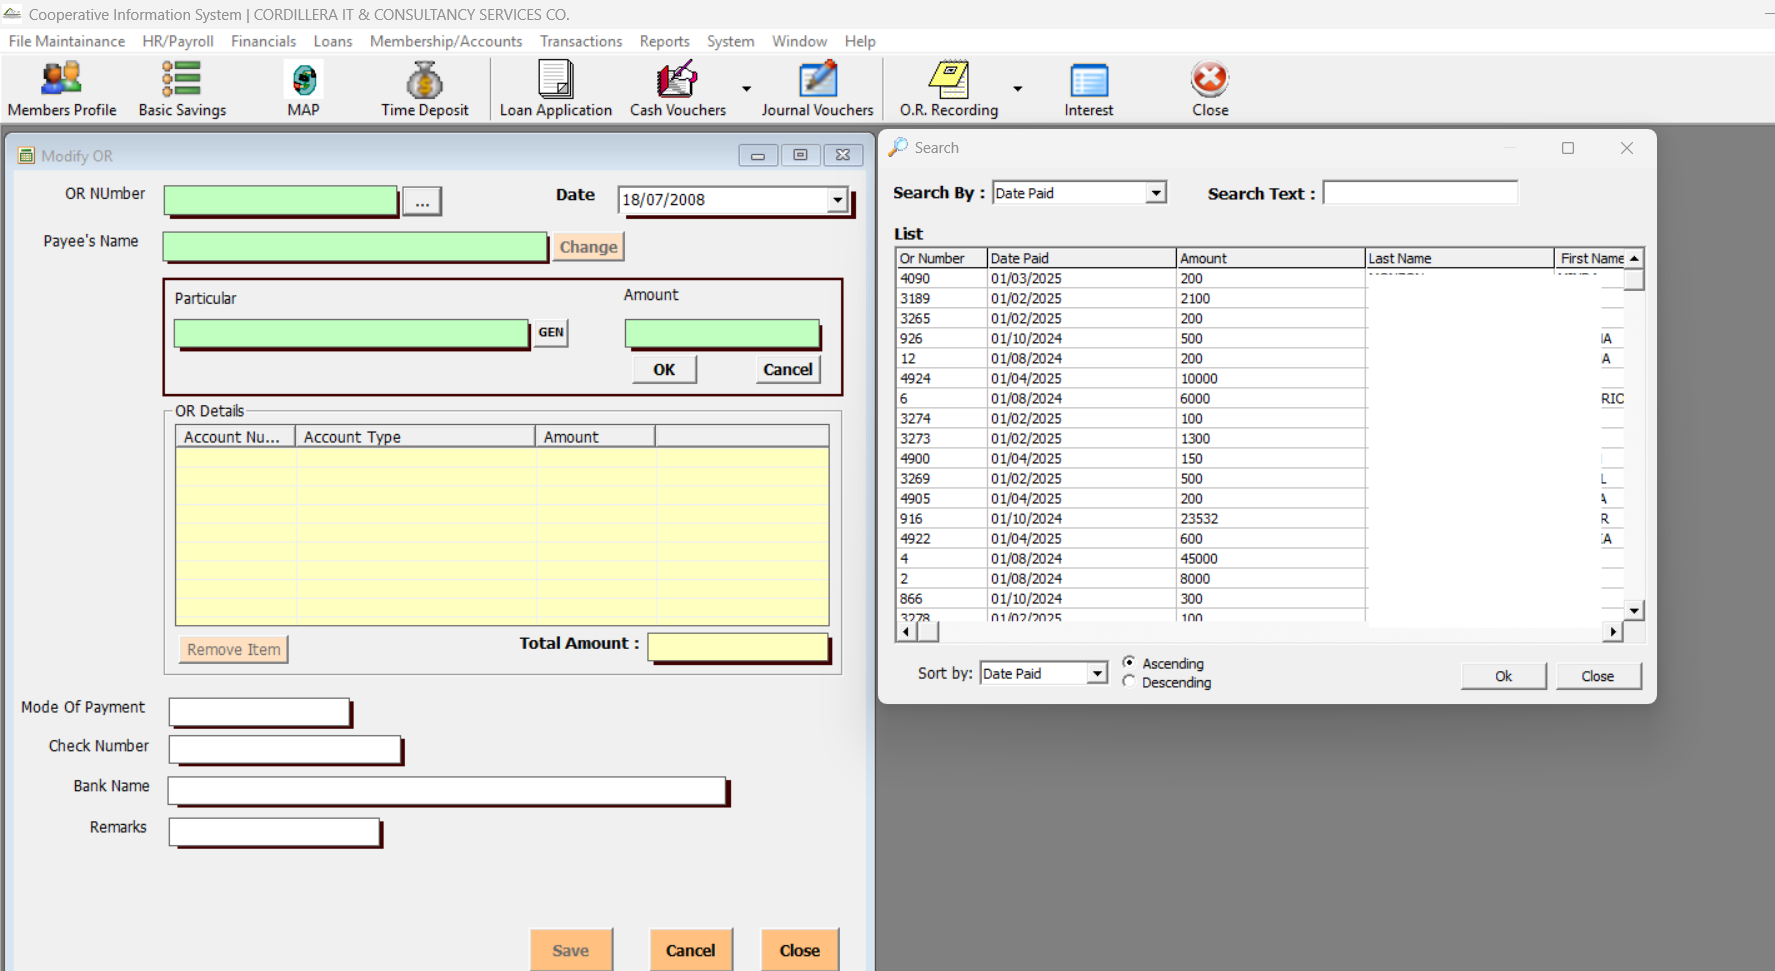 Cooperative Information System | CORDILLERA IT & CONSULTANCY SERVICES CO.
File Maintainance HR/Payroll Financials Loans Membership/Accounts Transactions Reports System Window Help
Members Profile Basic Savings MAP Time Deposit Loan Application Cash Vouchers Journal Vouchers O.R. Recording Interest Close
Modify OR
OR NUmber ... Date 18/07/2008
Payee's Name Change
Particular Amount
GEN
OK Cancel
OR Details
Account Nu... Account Type Amount
Remove Item Total Amount :
Mode Of Payment
Check Number
Bank Name
Remarks
Save Cancel Close
Search
Search By : Date Paid Search Text :
List
Or Number Date Paid Amount Last Name First Name
4090 01/03/2025 200
3189 01/02/2025 2100
3265 01/02/2025 200
926 01/10/2024 500 IA
12 01/08/2024 200 A
4924 01/04/2025 10000
6 01/08/2024 6000 RIC
3274 01/02/2025 100
3273 01/02/2025 1300
4900 01/04/2025 150
3269 01/02/2025 500 L
4905 01/04/2025 200 A
916 01/10/2024 23532 R
4922 01/04/2025 600 A
4 01/08/2024 45000
2 01/08/2024 8000
866 01/10/2024 300
3278 01/02/2025 100
Sort by: Date Paid Ascending
Descending
Ok Close